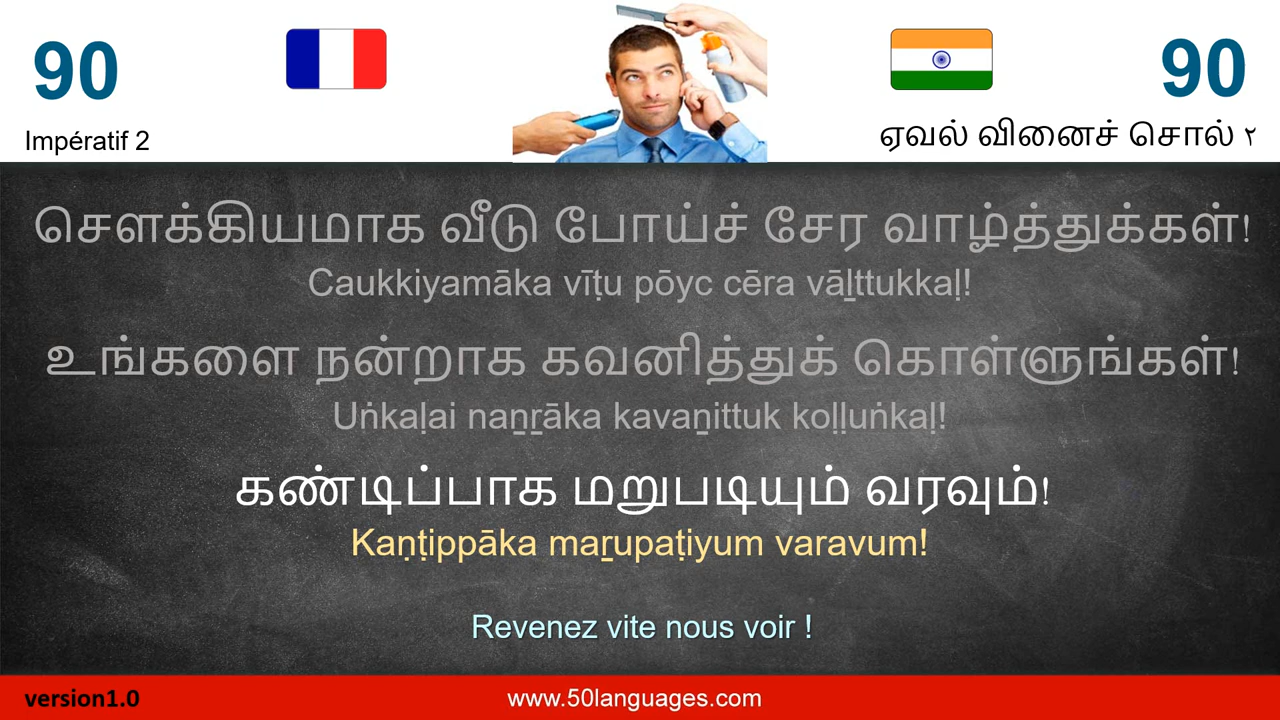 90
90
Impératif 2
ஏவல் வினைச் சொல் ٢
சௌக்கியமாக வீடு போய்ச் சேர வாழ்த்துக்கள்!
Caukkiyamāka vīṭu pōyc cēra vāḻttukkaḷ!
உங்களை நன்றாக கவனித்துக் கொள்ளுங்கள்!
Uṅkaḷai naṉṟāka kavaṉittuk koḷḷuṅkaḷ!
கண்டிப்பாக மறுபடியும் வரவும்!
Kaṇṭippāka maṟupaṭiyum varavum!
Revenez vite nous voir !
version1.0
www.50languages.com